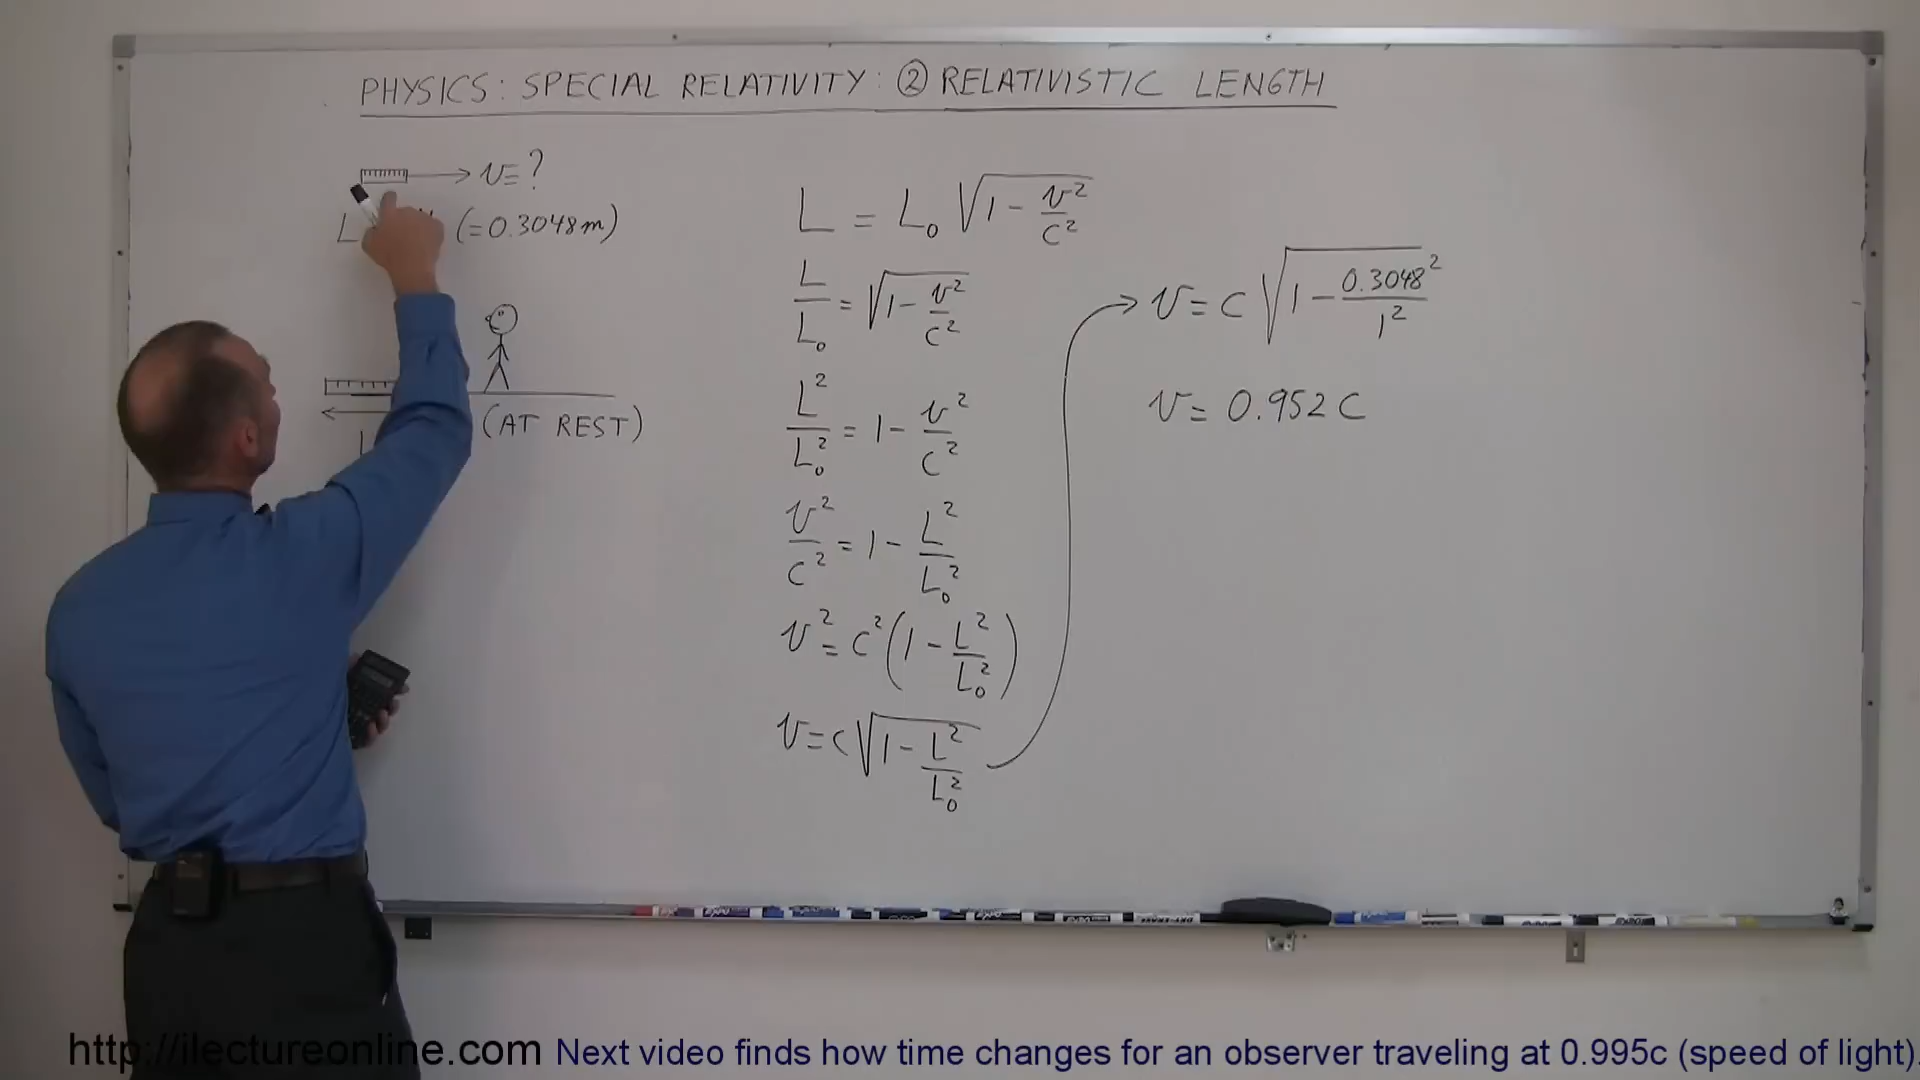 PHYSICS: SPECIAL RELATIVITY: ② RELATIVISTIC LENGTH
v = ?
L (= 0.3048 m)
(AT REST)
L
L = L₀ √(1 - v²/c²)
L/L₀ = √(1 - v²/c²)
L²/L₀² = 1 - v²/c²
v²/c² = 1 - L²/L₀²
v² = c² (1 - L²/L₀²)
v = c √(1 - L²/L₀²)
v = c √(1 - 0.3048²/1²)
v = 0.952 c
http://ilectureonline.com Next video finds how time changes for an observer traveling at 0.995c (speed of light).